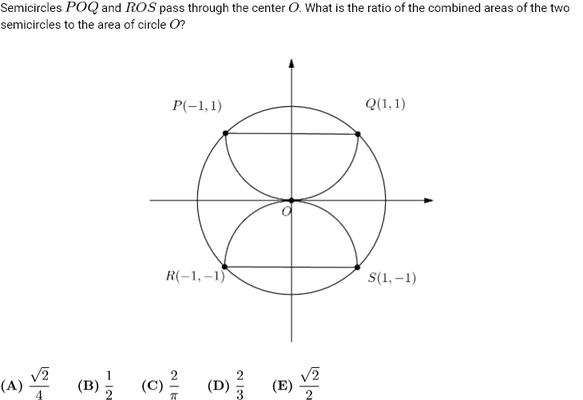 Semicircles POQ and ROS pass through the center O. What is the ratio of the combined areas of the two
semicircles to the area of circle O?
P(−1, 1)
Q(1, 1)
O
R(−1, −1)
S(1, −1)
(A) √2/4 (B) 1/2 (C) 2/π (D) 2/3 (E) √2/2